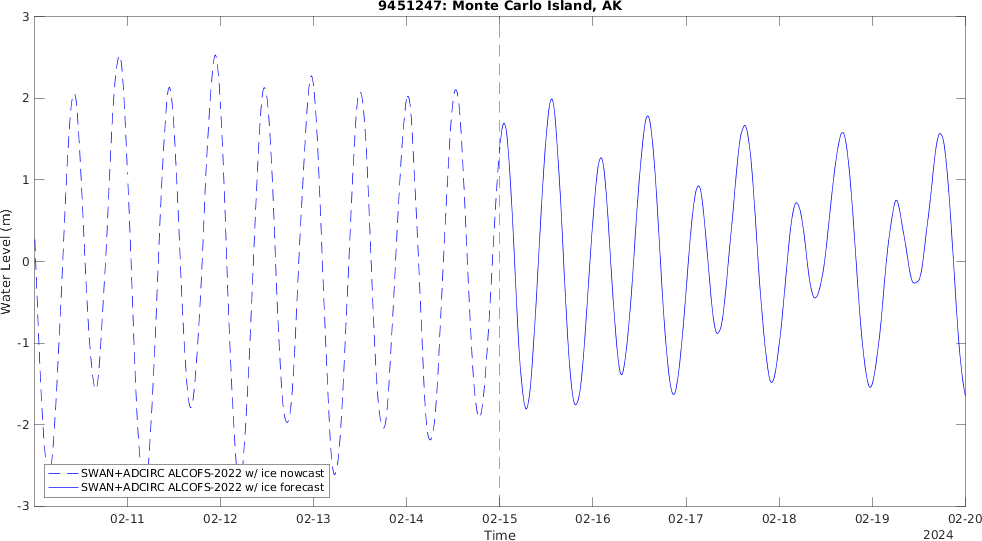 9451247: Monte Carlo Island, AK
3
2
1
0
-1
-2
-3
Water Level (m)
SWAN+ADCIRC ALCOFS-2022 w/ ice nowcast
SWAN+ADCIRC ALCOFS-2022 w/ ice forecast
02-11 02-12 02-13 02-14 02-15 02-16 02-17 02-18 02-19 02-20
Time
2024